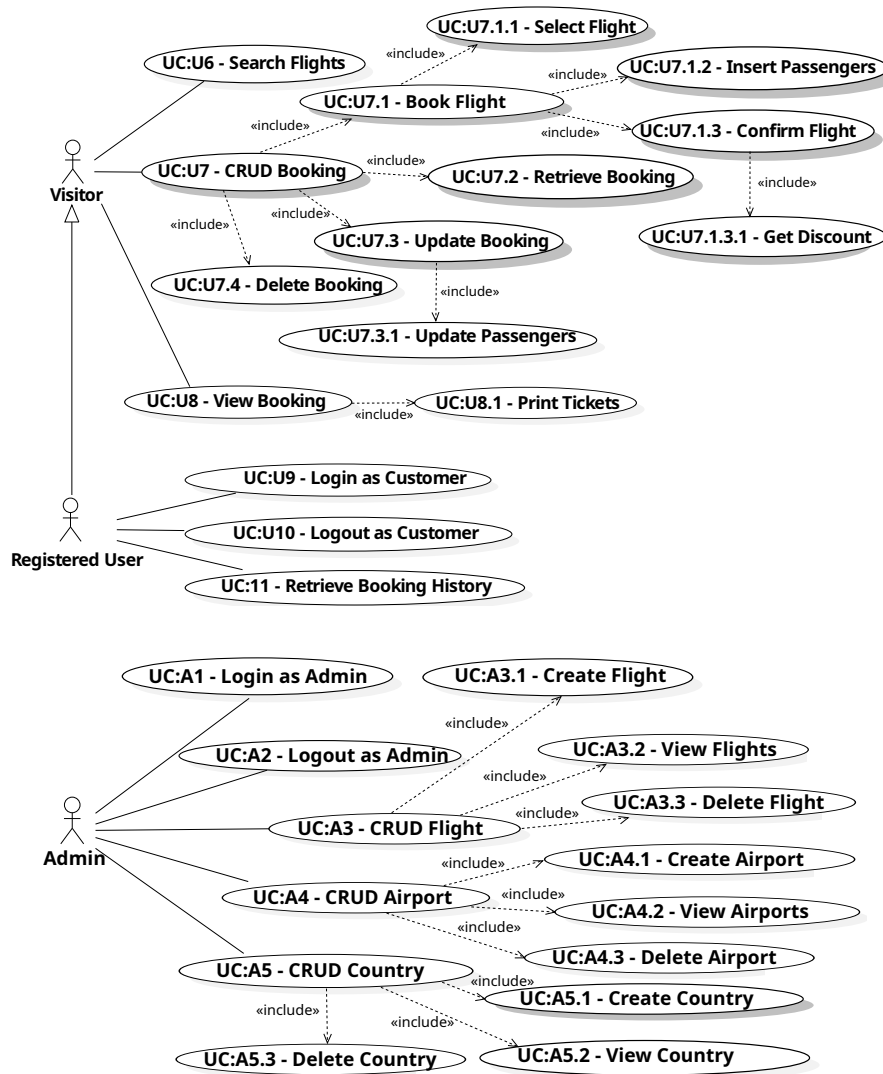 UC:U7.1.1 - Select Flight
«include»
UC:U6 - Search Flights
UC:U7.1.2 - Insert Passengers
«include»
UC:U7.1 - Book Flight
«include»
«include»
UC:U7.1.3 - Confirm Flight
«include»
UC:U7 - CRUD Booking
UC:U7.2 - Retrieve Booking
«include»
Visitor
«include»
«include»
UC:U7.3 - Update Booking
UC:U7.1.3.1 - Get Discount
UC:U7.4 - Delete Booking
«include»
UC:U7.3.1 - Update Passengers
UC:U8 - View Booking
«include»
UC:U8.1 - Print Tickets
UC:U9 - Login as Customer
UC:U10 - Logout as Customer
Registered User
UC:11 - Retrieve Booking History
UC:A1 - Login as Admin
UC:A3.1 - Create Flight
«include»
UC:A2 - Logout as Admin
UC:A3.2 - View Flights
«include»
UC:A3.3 - Delete Flight
UC:A3 - CRUD Flight
«include»
Admin
«include»
UC:A4.1 - Create Airport
UC:A4 - CRUD Airport
«include»
UC:A4.2 - View Airports
«include»
UC:A4.3 - Delete Airport
UC:A5 - CRUD Country
«include»
UC:A5.1 - Create Country
«include»
«include»
UC:A5.3 - Delete Country
UC:A5.2 - View Country